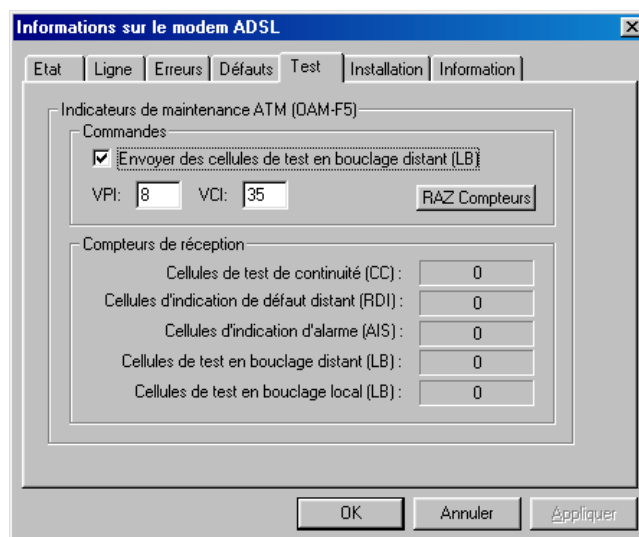 Informations sur le modem ADSL
Etat Ligne Erreurs Défauts Test Installation Information
Indicateurs de maintenance ATM (OAM-F5)
Commandes
Envoyer des cellules de test en bouclage distant (LB)
VPI: 8 VCI: 35 RAZ Compteurs
Compteurs de réception
Cellules de test de continuité (CC) : 0
Cellules d'indication de défaut distant (RDI) : 0
Cellules d'indication d'alarme (AIS) : 0
Cellules de test en bouclage distant (LB) : 0
Cellules de test en bouclage local (LB) : 0
OK Annuler Appliquer